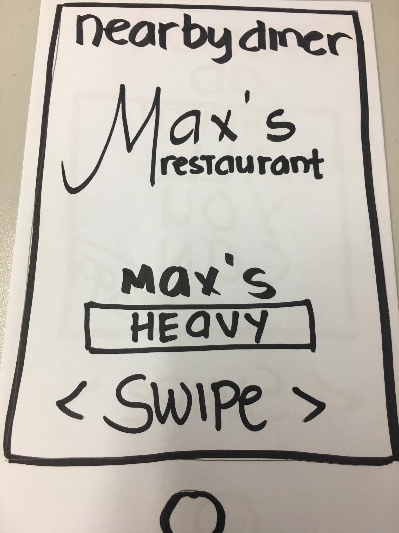 nearby diner
Max's
restaurant
Max's
HEAVY
< SWIPe >